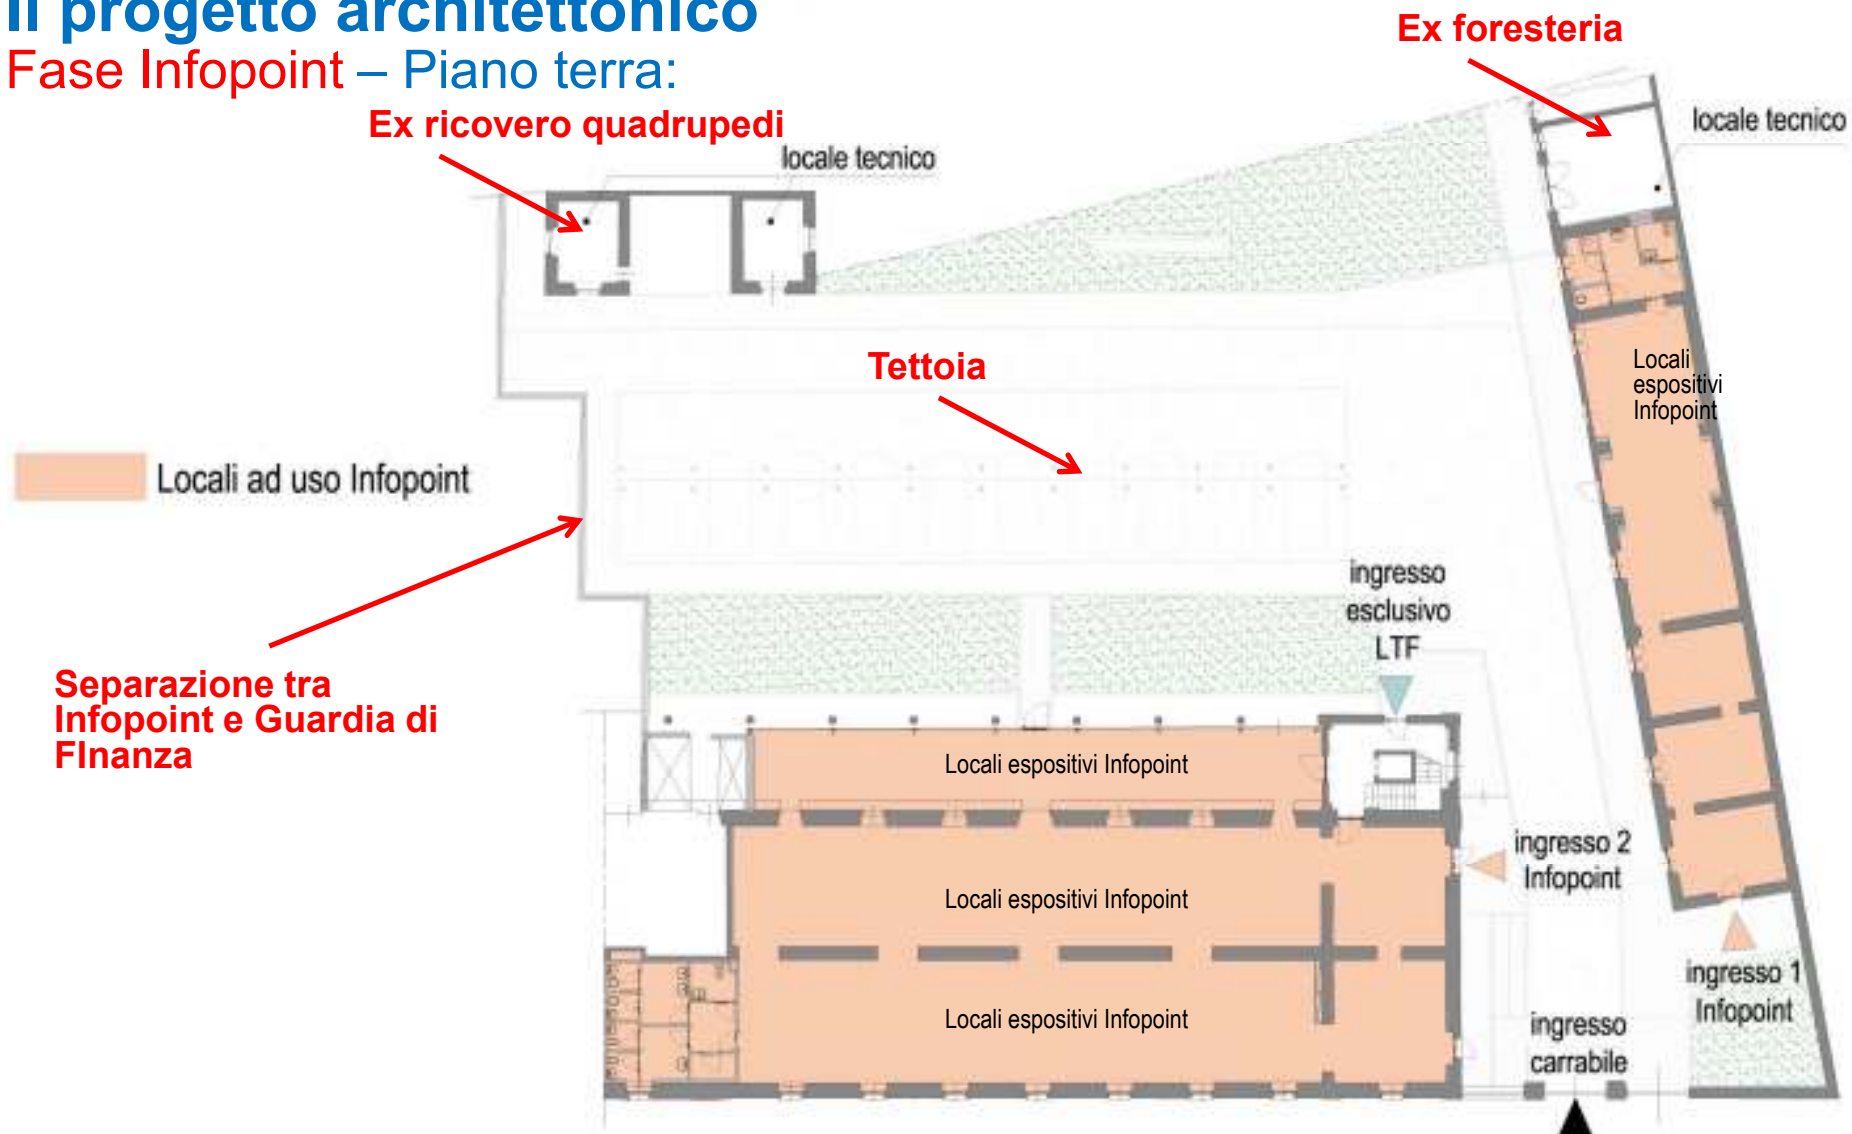 Il progetto architettonico
Fase Infopoint – Piano terra:
Ex foresteria
Ex ricovero quadrupedi
locale tecnico
locale tecnico
Tettoia
Locali
espositivi
Infopoint
Locali ad uso Infopoint
ingresso
esclusivo
LTF
Separazione tra
Infopoint e Guardia di
FInanza
Locali espositivi Infopoint
ingresso 2
Infopoint
Locali espositivi Infopoint
ingresso 1
Infopoint
Locali espositivi Infopoint
ingresso
carrabile